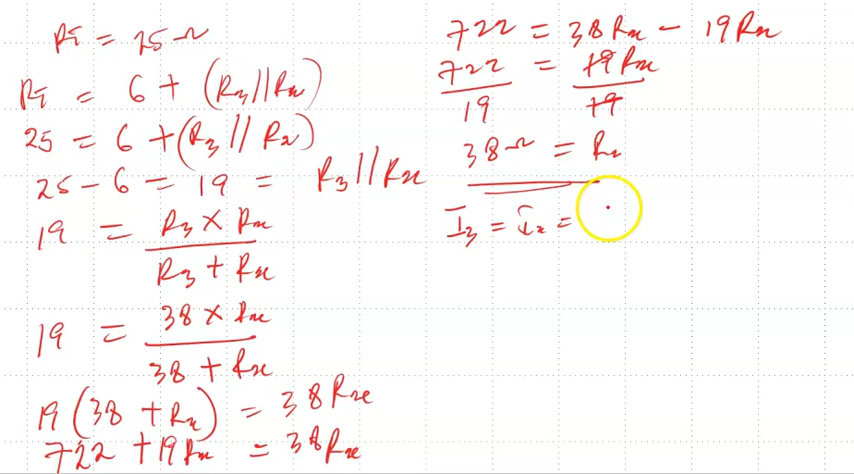 RT = 25Ω
RT = 6 + (R3//Rx)
25 = 6 + (R3 // Rx)
25 - 6 = 19 = R3//Rx
19 = R3 × Rx / R3 + Rx
19 = 38 × Rx / 38 + Rx
19 (38 + Rx) = 38Rx
722 + 19Rx = 38Rx
722 = 38Rx - 19Rx
722 / 19 = 19Rx / 19
38Ω = Rx
I3 = Ix =